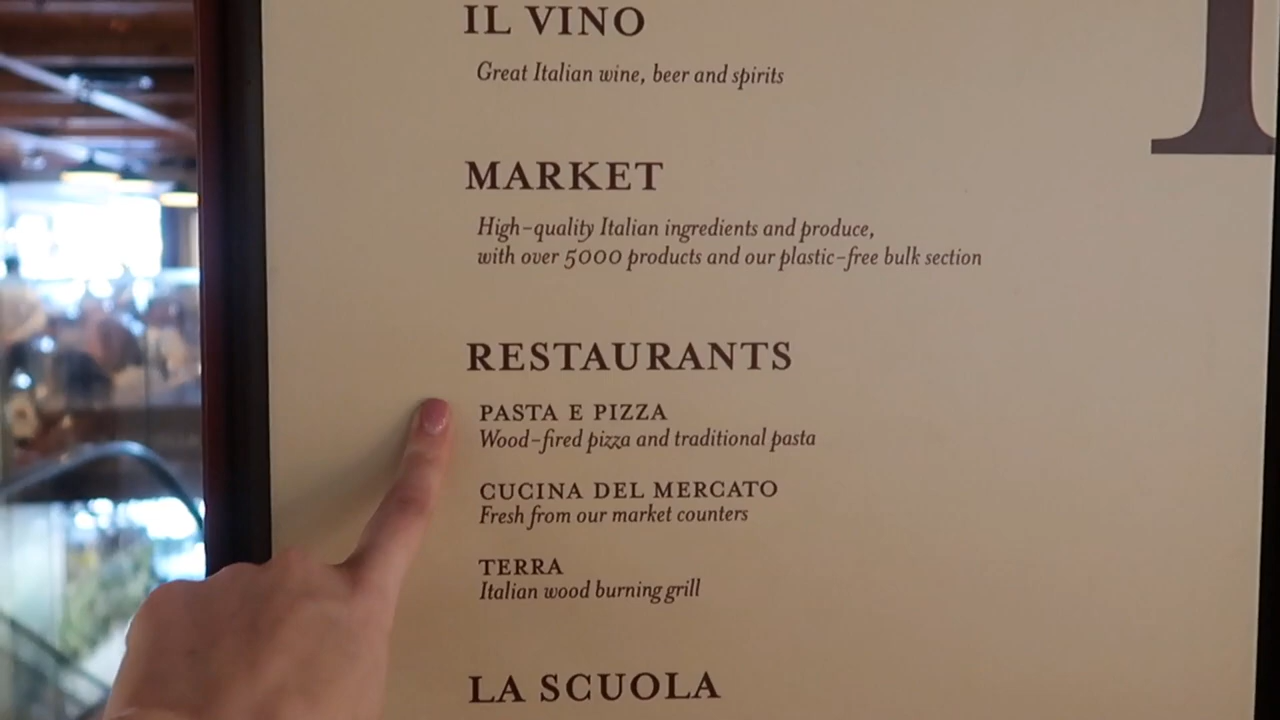 IL VINO
Great Italian wine, beer and spirits
1
MARKET
High-quality Italian ingredients and produce,
with over 5000 products and our plastic-free bulk section
RESTAURANTS
PASTA E PIZZA
Wood-fired pizza and traditional pasta
CUCINA DEL MERCATO
Fresh from our market counters
TERRA
Italian wood burning grill
LA SCUOLA